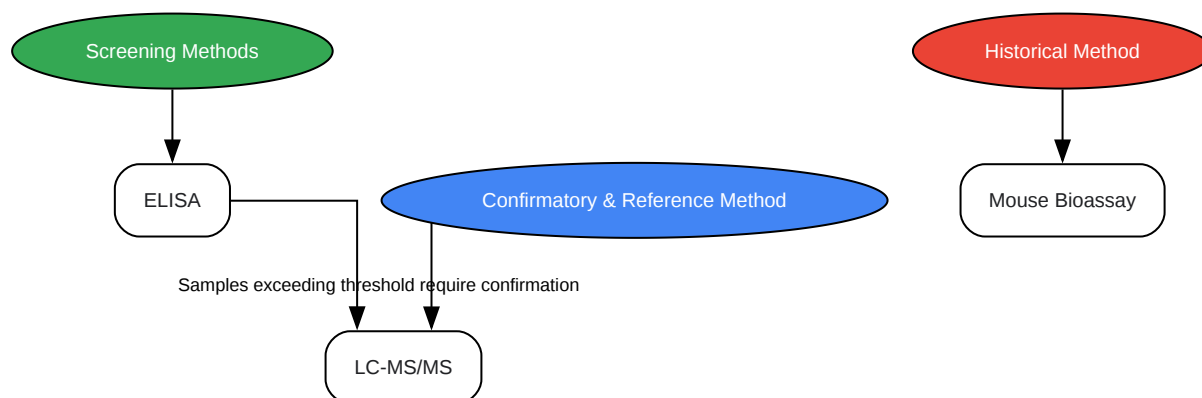 Screening Methods
Historical Method
ELISA
Confirmatory & Reference Method
Mouse Bioassay
Samples exceeding threshold require confirmation
LC-MS/MS